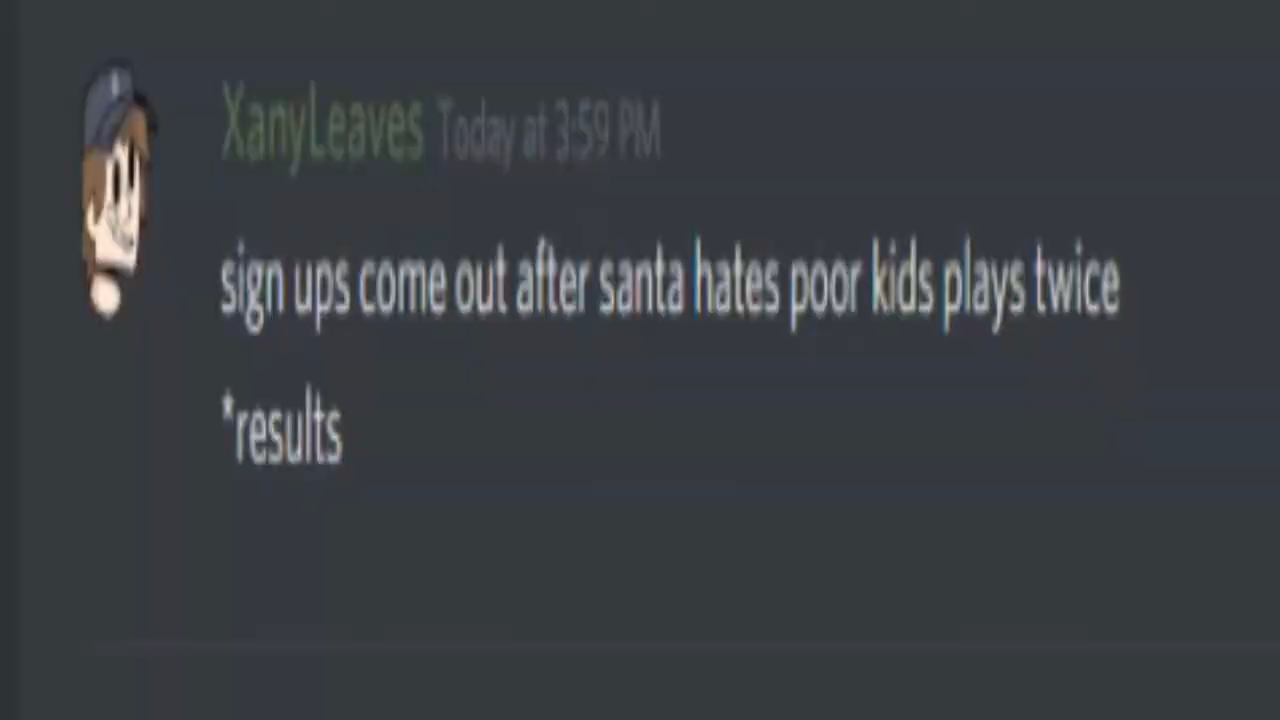 XanyLeaves Today at 3:59 PM
sign ups come out after santa hates poor kids plays twice
*results